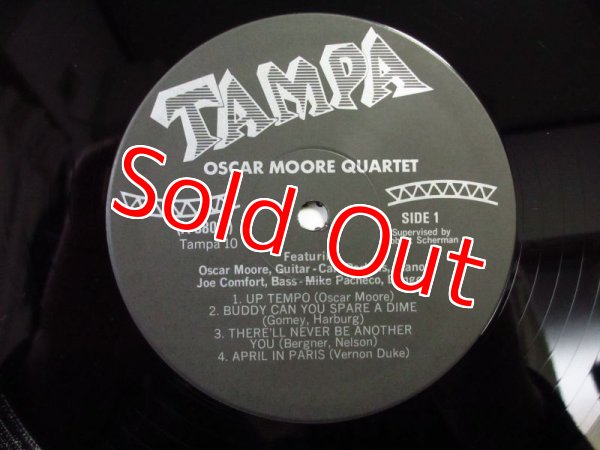 TAMPA
OSCAR MOORE QUARTET
SIDE 1
Tampa 10
Supervised by
Scherman
Oscar Moore, Guitar -
Joe Comfort, Bass - Mike Pacheco,
1. UP TEMPO (Oscar Moore)
2. BUDDY CAN YOU SPARE A DIME
(Gomey, Harburg)
3. THERE'LL NEVER BE ANOTHER
YOU (Bergner, Nelson)
4. APRIL IN PARIS (Vernon Duke)
Sold Out